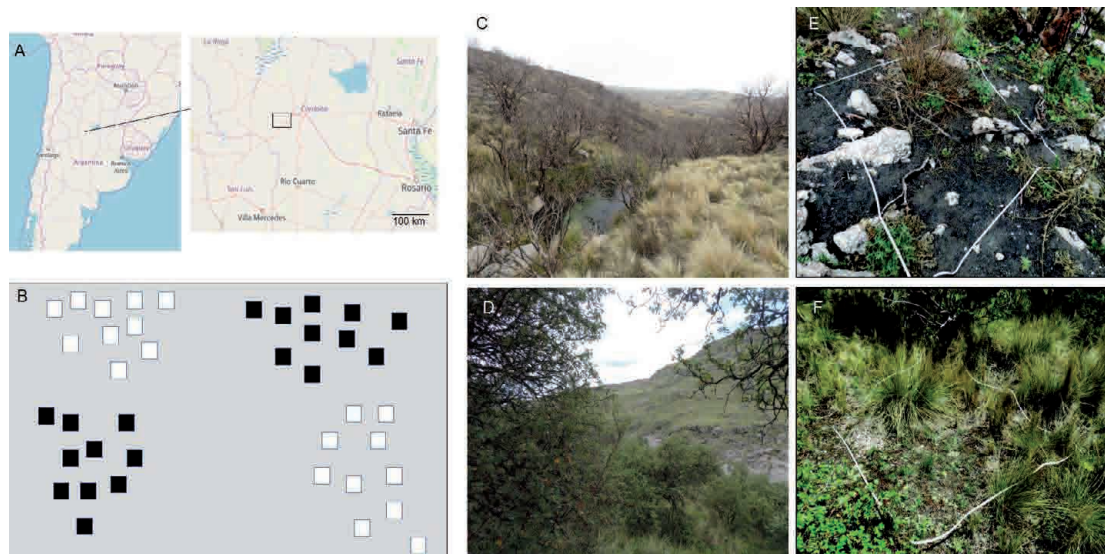 A
Paraguay
Asunción
Uruguay
Santiago
Argentina
Buenos
Aires
La Rioja
Santa Fe
Córdoba
Rafaela
Santa Fe
San Luis
Río Cuarto
Rosario
Villa Mercedes
100 km
B
C
D
E
F